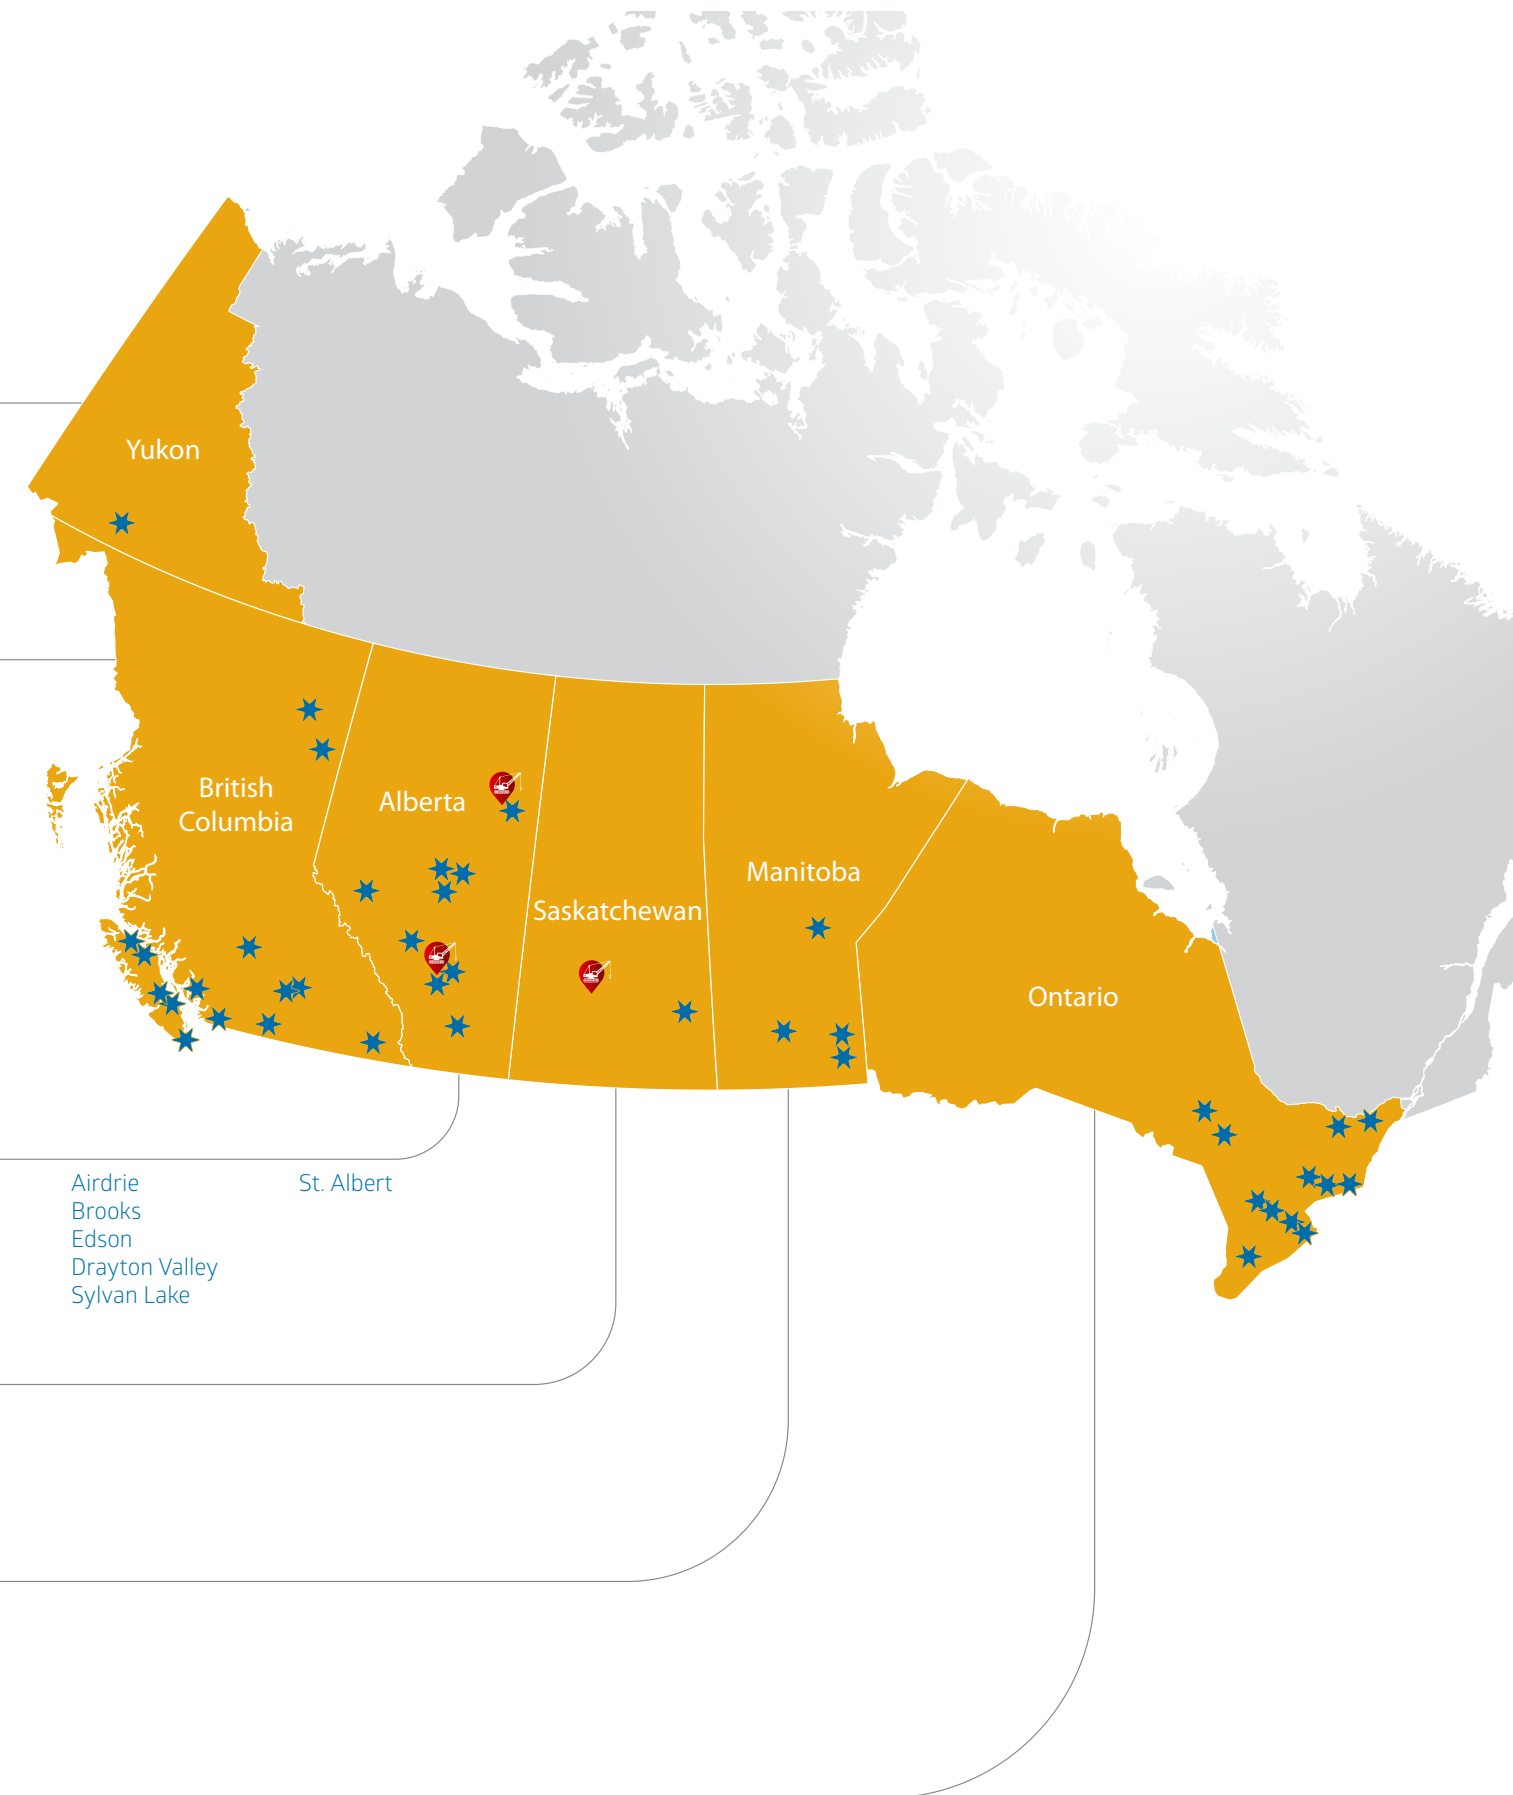 Yukon
British
Columbia
Alberta
Manitoba
Saskatchewan
Ontario
Airdrie
Brooks
Edson
Drayton Valley
Sylvan Lake
St. Albert